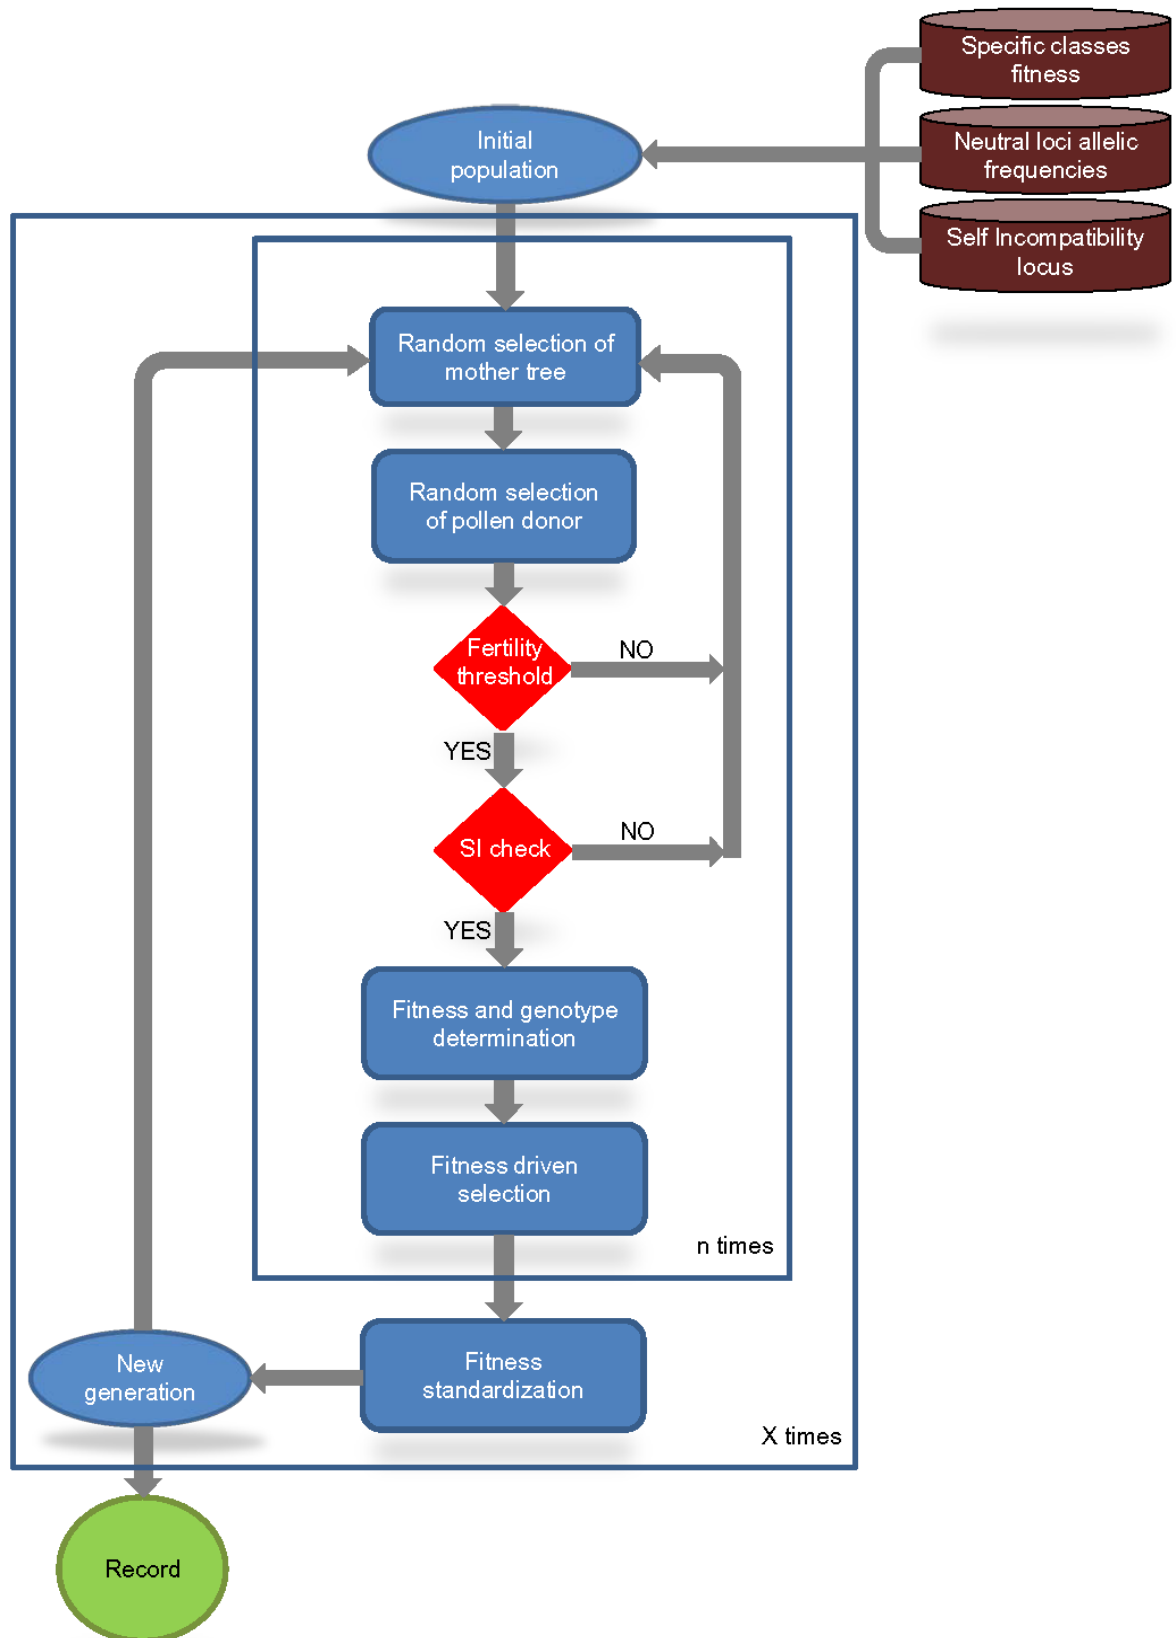 Specific classes
fitness
Initial
population
Neutral loci allelic
frequencies
Self Incompatibility
locus
Random selection of
mother tree
Random selection
of pollen donor
Fertility
threshold
NO
YES
SI check
NO
YES
Fitness and genotype
determination
Fitness driven
selection
n times
New
generation
Fitness
standardization
X times
Record